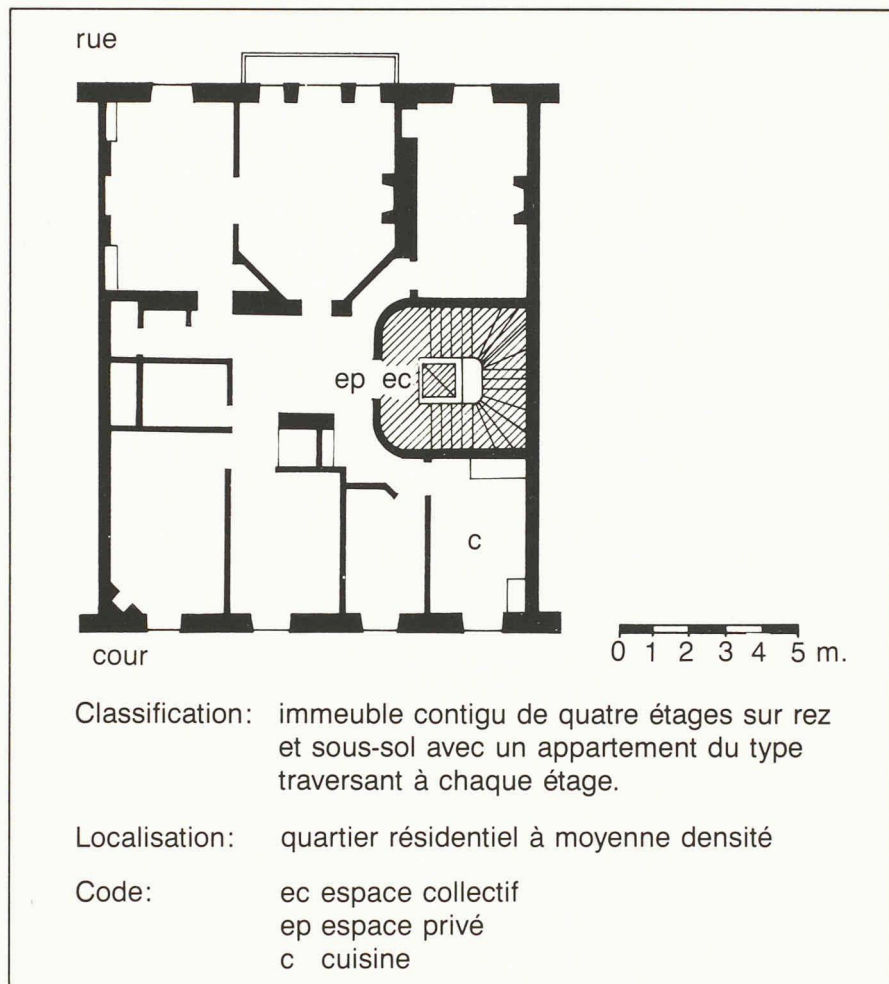 rue
ep ec
c
cour
0 1 2 3 4 5 m.
Classification: immeuble contigu de quatre étages sur rez
et sous-sol avec un appartement du type
traversant à chaque étage.
Localisation: quartier résidentiel à moyenne densité
Code: ec espace collectif
ep espace privé
c cuisine